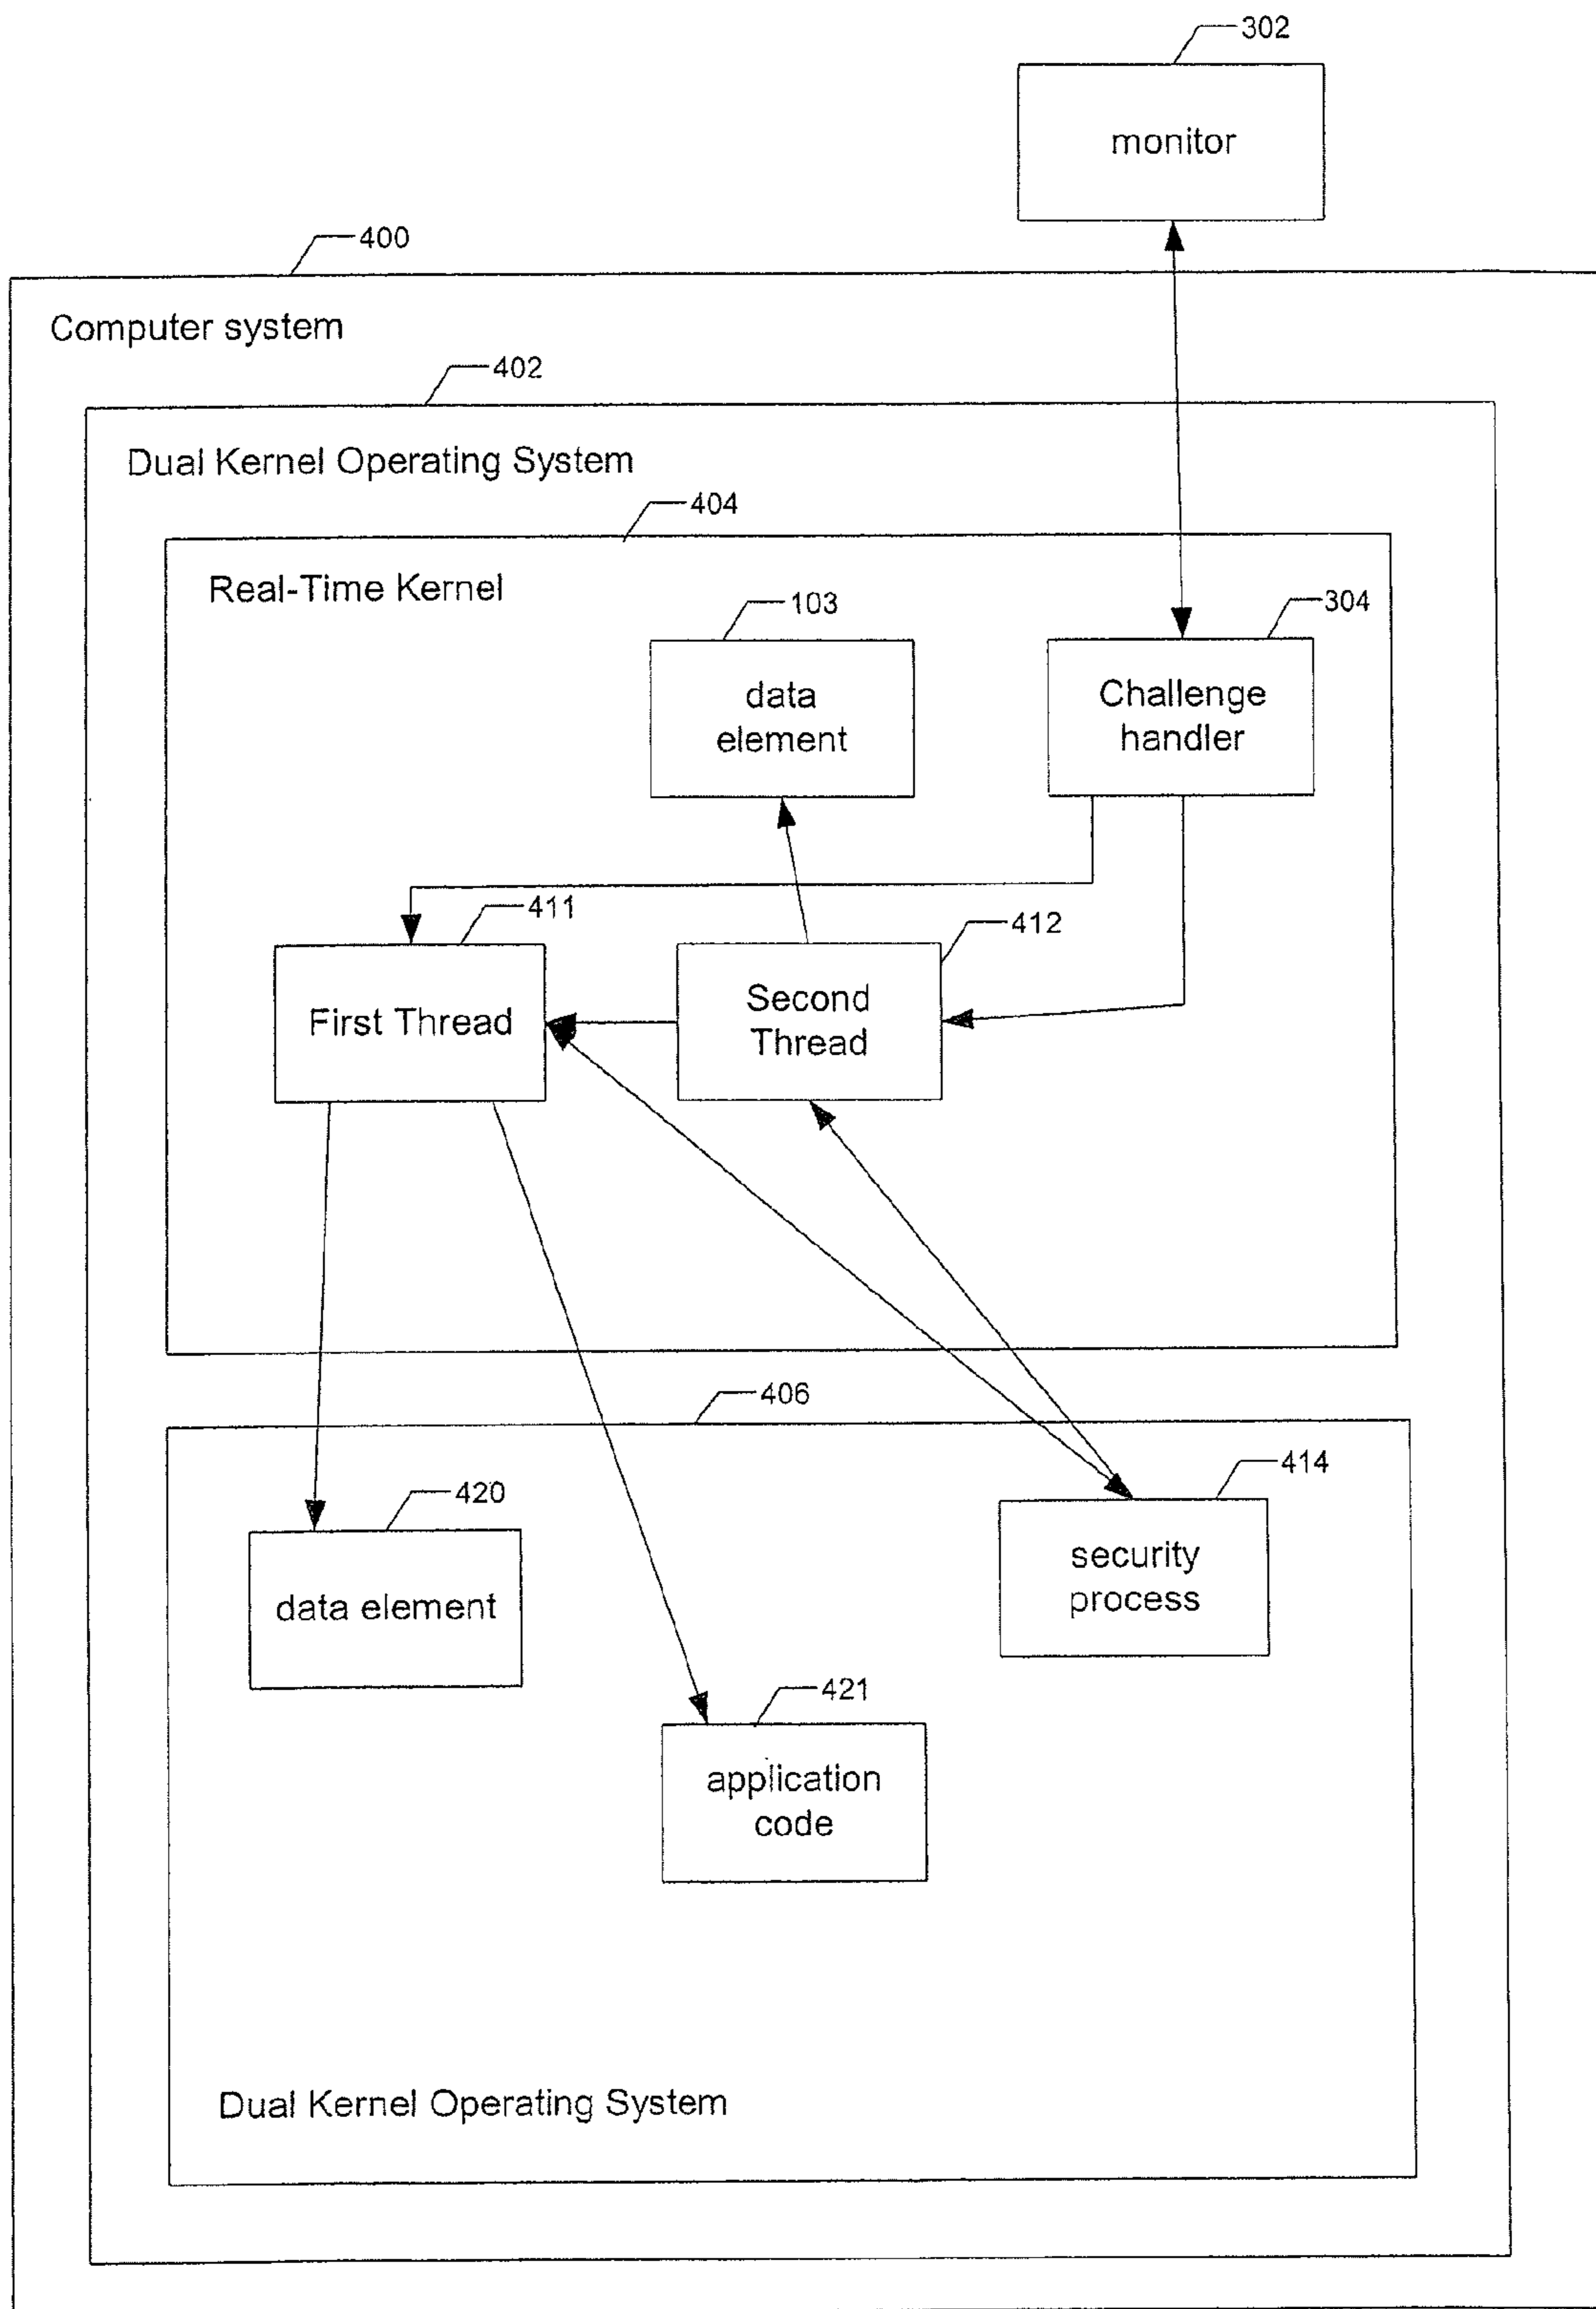 302
monitor
400
Computer system
402
Dual Kernel Operating System
404
Real-Time Kernel
103
304
data
element
Challenge
handler
411
412
First Thread
Second
Thread
406
414
420
security
process
data element
421
application
code
Dual Kernel Operating System